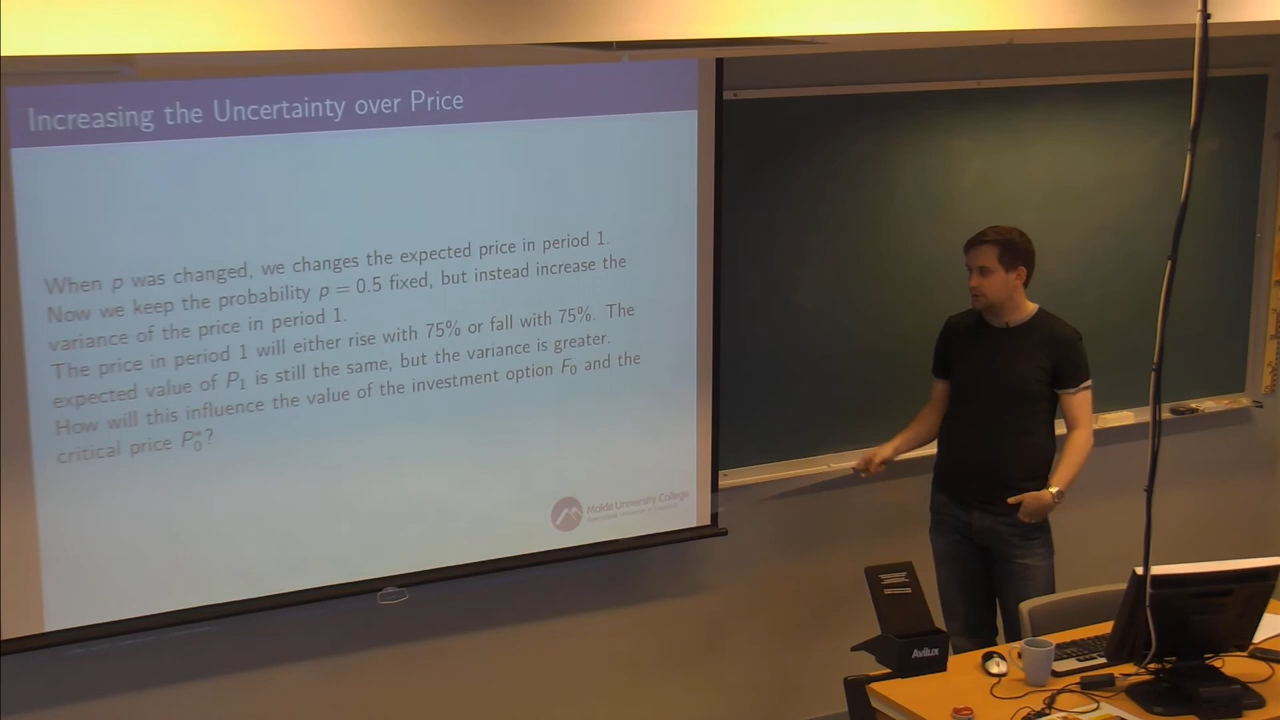 Increasing the Uncertainty over Price
When p was changed, we changes the expected price in period 1.
Now we keep the probability p = 0.5 fixed, but instead increase the
variance of the price in period 1.
The price in period 1 will either rise with 75% or fall with 75%. The
expected value of P₁ is still the same, but the variance is greater.
How will this influence the value of the investment option F₀ and the
critical price P₀*?
Molde University College
Avilux